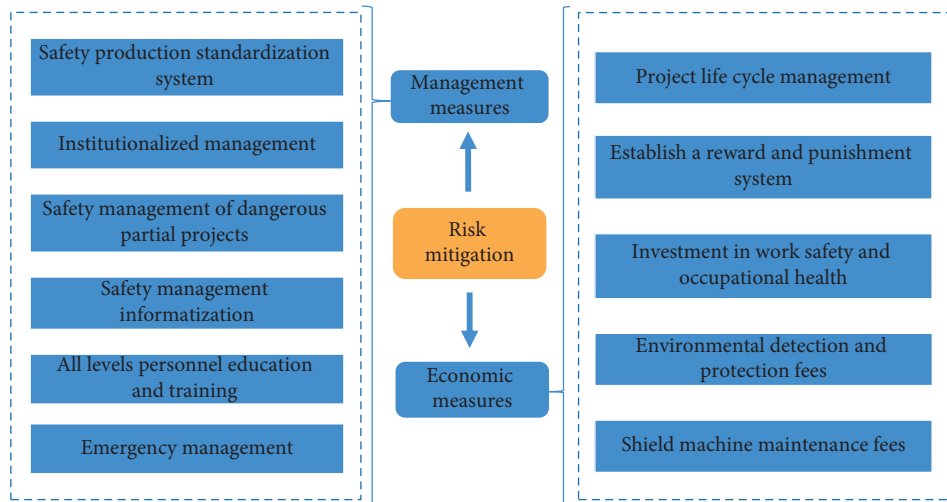 Safety production standardization
system
Institutionalized management
Safety management of dangerous
partial projects
Safety management
informatization
All levels personnel education
and training
Emergency management
Management
measures
Risk
mitigation
Economic
measures
Project life cycle management
Establish a reward and punishment
system
Investment in work safety and
occupational health
Environmental detection and
protection fees
Shield machine maintenance fees